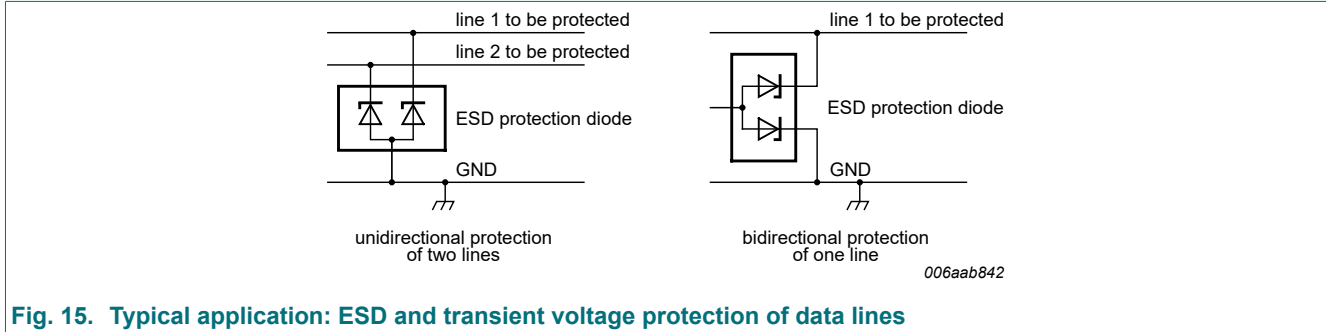 line 1 to be protected
line 2 to be protected
ESD protection diode
GND
unidirectional protection
of two lines
line 1 to be protected
ESD protection diode
GND
bidirectional protection
of one line
006aab842
Fig. 15. Typical application: ESD and transient voltage protection of data lines